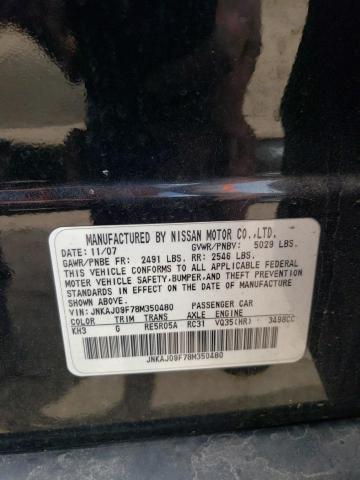 MANUFACTURED BY NISSAN MOTOR CO.,LTD.
DATE: 11/07 GVWR/PNBV: 5029 LBS.
GAWR/PNBE FR: 2491 LBS. RR: 2546 LBS.
THIS VEHICLE CONFORMS TO ALL APPLICABLE FEDERAL
MOTOR VEHICLE SAFETY, BUMPER, AND THEFT PREVENTION
STANDARDS IN EFFECT ON THE DATE OF MANUFACTURE
SHOWN ABOVE.
VIN: JNKAJ09F78M350480 PASSENGER CAR
COLOR TRIM TRANS AXLE ENGINE
KH3 G RE5R05A RC31 VQ35(HR) 3498CC
JNKAJ09F78M350480